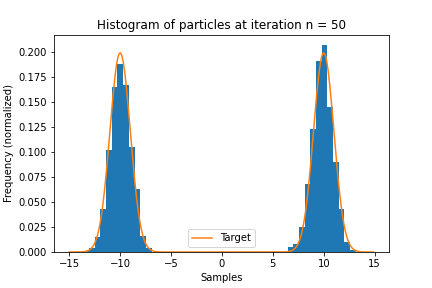 Histogram of particles at iteration n = 50
Frequency (normalized)
0.200
0.175
0.150
0.125
0.100
0.075
0.050
0.025
0.000
Target
−15 −10 −5 0 5 10 15
Samples